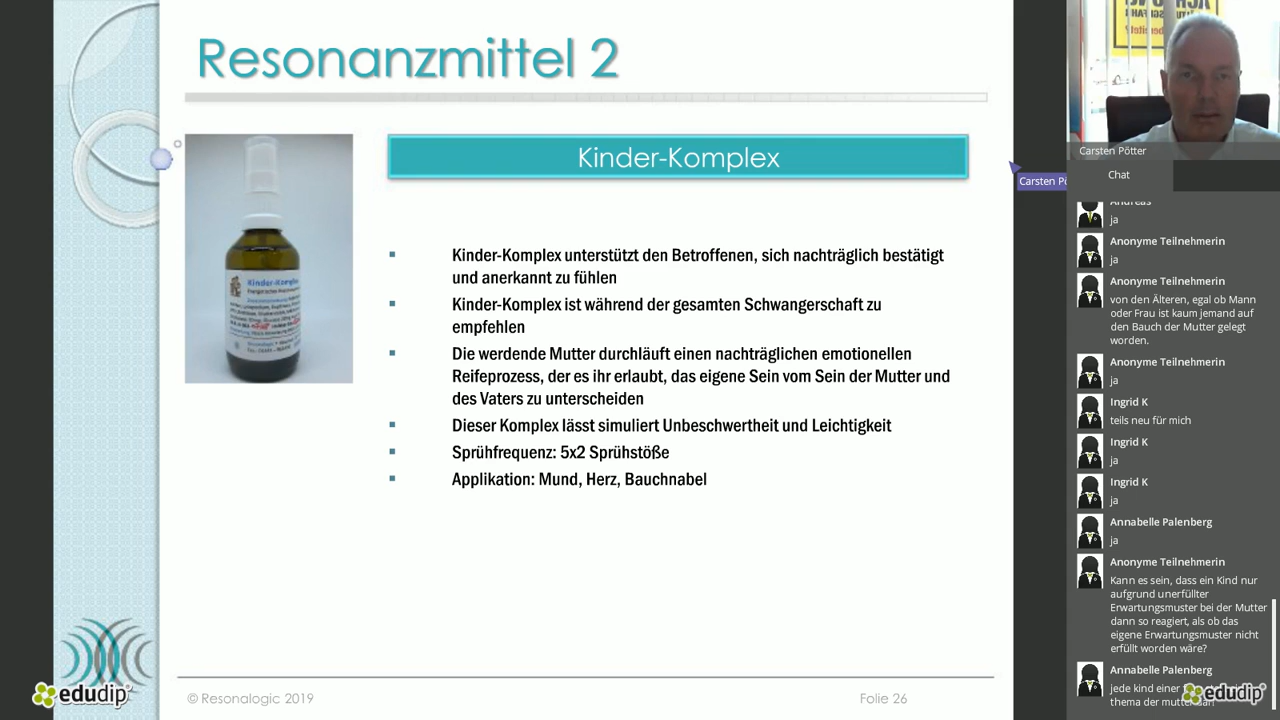 Resonanzmittel 2
Kinder-Komplex
Kinder-Komplex unterstützt den Betroffenen, sich nachträglich bestätigt
und anerkannt zu fühlen
Kinder-Komplex ist während der gesamten Schwangerschaft zu
empfehlen
Die werdende Mutter durchläuft einen nachträglichen emotionellen
Reifeprozess, der es ihr erlaubt, das eigene Sein vom Sein der Mutter und
des Vaters zu unterscheiden
Dieser Komplex lässt simuliert Unbeschwertheit und Leichtigkeit
Sprühfrequenz: 5x2 Sprühstöße
Applikation: Mund, Herz, Bauchnabel
Kinder-Komplex
© Resonalogic 2019
Folie 26
edudip
Carsten Pötter
Carsten Pö
Chat
Andreas
ja
Anonyme Teilnehmerin
ja
Anonyme Teilnehmerin
von den Älteren, egal ob Mann
oder Frau ist kaum jemand auf
den Bauch der Mutter gelegt
worden.
Anonyme Teilnehmerin
ja
Ingrid K
teils neu für mich
Ingrid K
ja
Ingrid K
ja
Annabelle Palenberg
ja
Anonyme Teilnehmerin
Kann es sein, dass ein Kind nur
aufgrund unerfüllter
Erwartungsmuster bei der Mutter
dann so reagiert, als ob das
eigene Erwartungsmuster nicht
erfüllt worden wäre?
Annabelle Palenberg
jede kind einer
thema der mutter
edudip